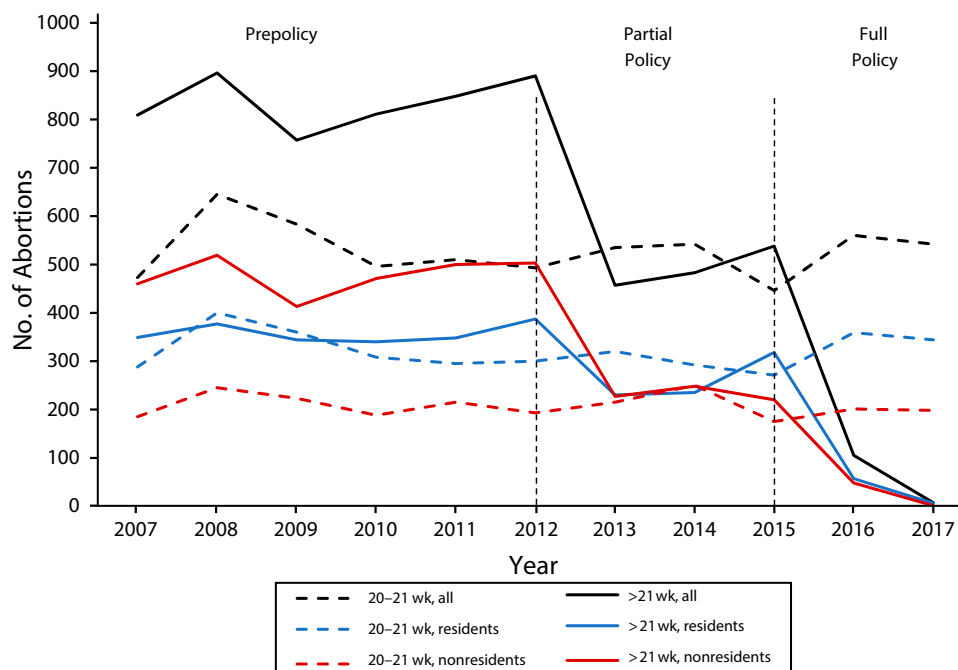 1000
900
800
700
600
500
400
300
200
100
0
No. of Abortions
Prepolicy
Partial
Policy
Full
Policy
2007 2008 2009 2010 2011 2012 2013 2014 2015 2016 2017
Year
20–21 wk, all
20–21 wk, residents
20–21 wk, nonresidents
>21 wk, all
>21 wk, residents
>21 wk, nonresidents